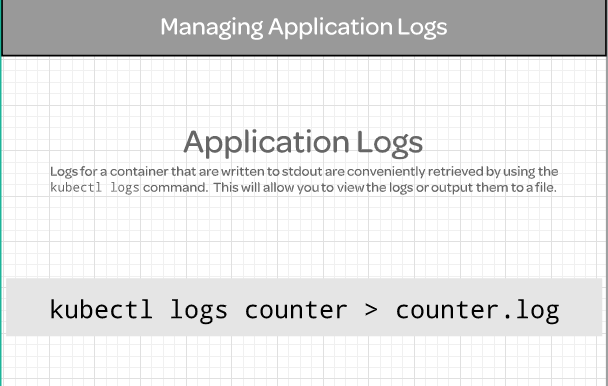 Managing Application Logs
Application Logs
Logs for a container that are written to stdout are conveniently retrieved by using the
kubectl logs command. This will allow you to view the logs or output them to a file.
kubectl logs counter > counter.log